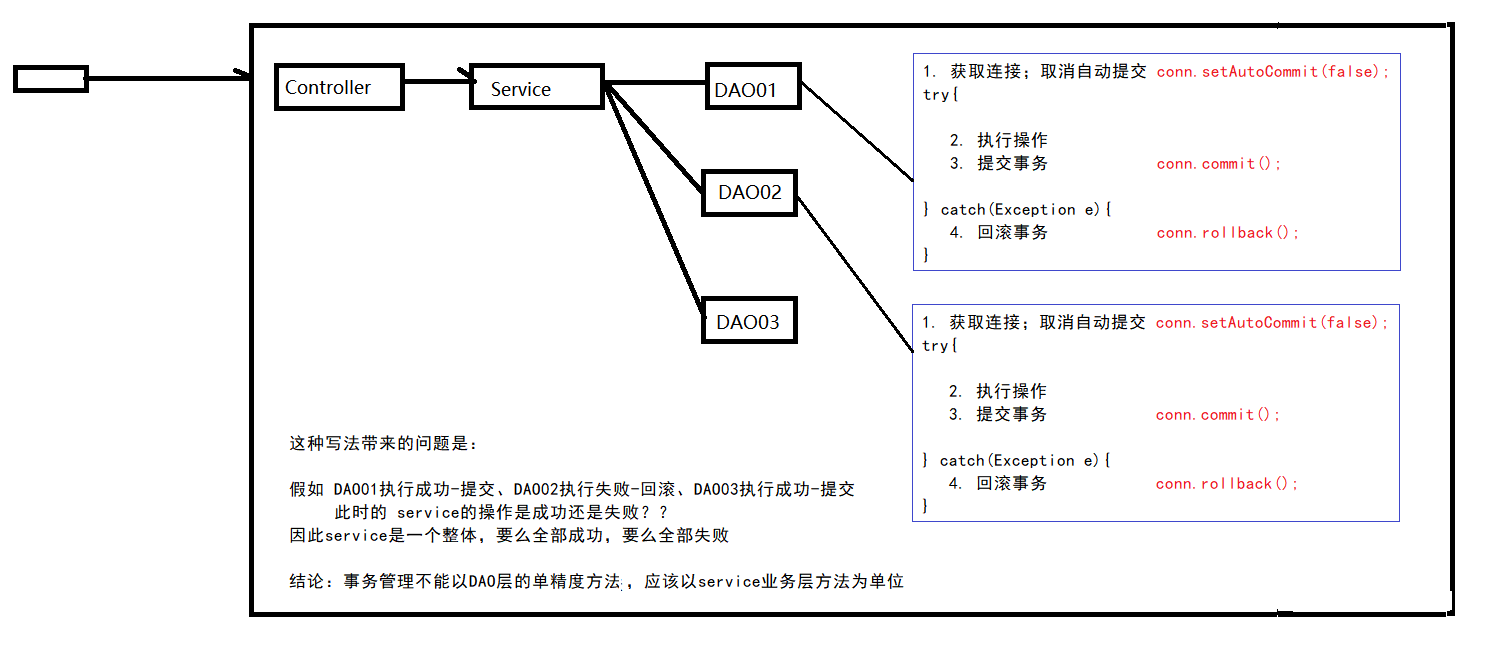 Controller
Service
DAO01
DAO02
DAO03
1. 获取连接；取消自动提交 conn.setAutoCommit(false);
try{
2. 执行操作
3. 提交事务 conn.commit();
} catch(Exception e){
4. 回滚事务 conn.rollback();
}
1. 获取连接；取消自动提交 conn.setAutoCommit(false);
try{
2. 执行操作
3. 提交事务 conn.commit();
} catch(Exception e){
4. 回滚事务 conn.rollback();
}
这种写法带来的问题是：
假如 DAO01执行成功-提交、DAO02执行失败-回滚、DAO03执行成功-提交
此时的 service的操作是成功还是失败？？
因此service是一个整体，要么全部成功，要么全部失败
结论：事务管理不能以DAO层的单精度方法，应该以service业务层方法为单位